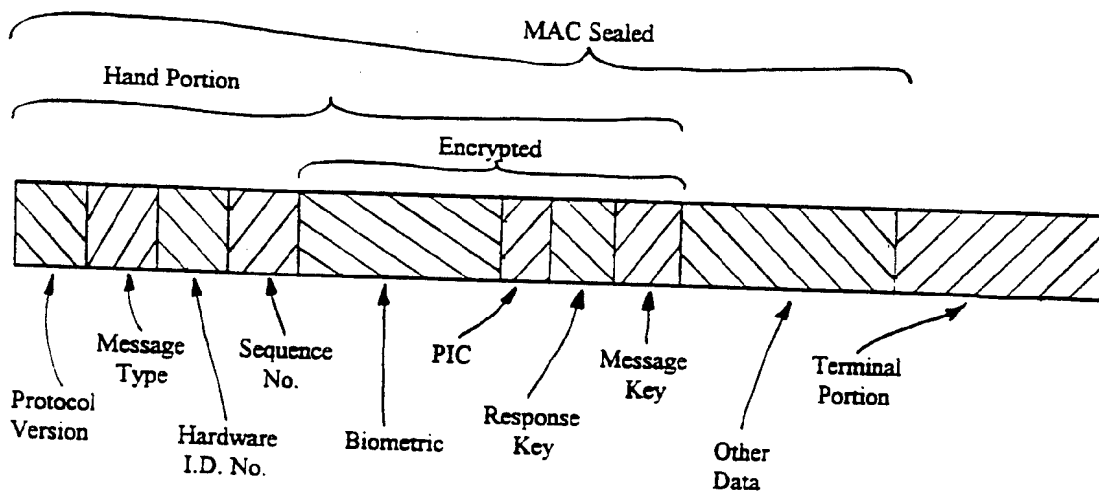 MAC Sealed
Hand Portion
Encrypted
Protocol
Version
Message
Type
Hardware
I.D. No.
Sequence
No.
Biometric
PIC
Response
Key
Message
Key
Other
Data
Terminal
Portion